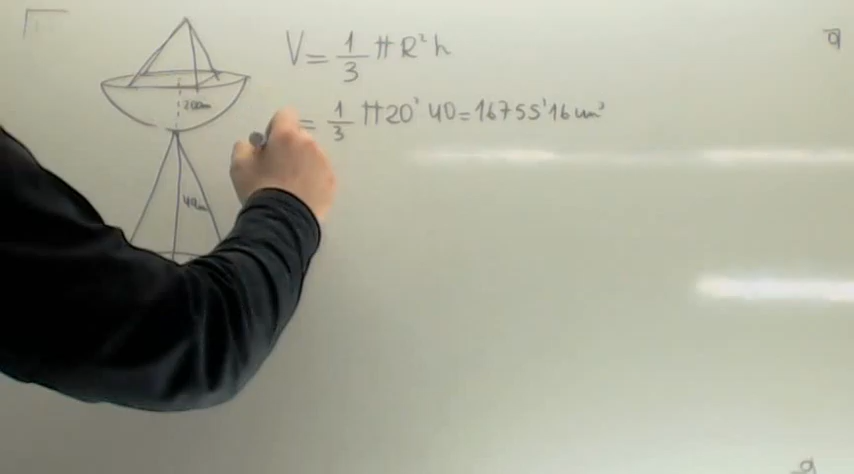 V = 1/3 π R² h
= 1/3 π 20² 40 = 16755'16 cm³
20cm
40cm